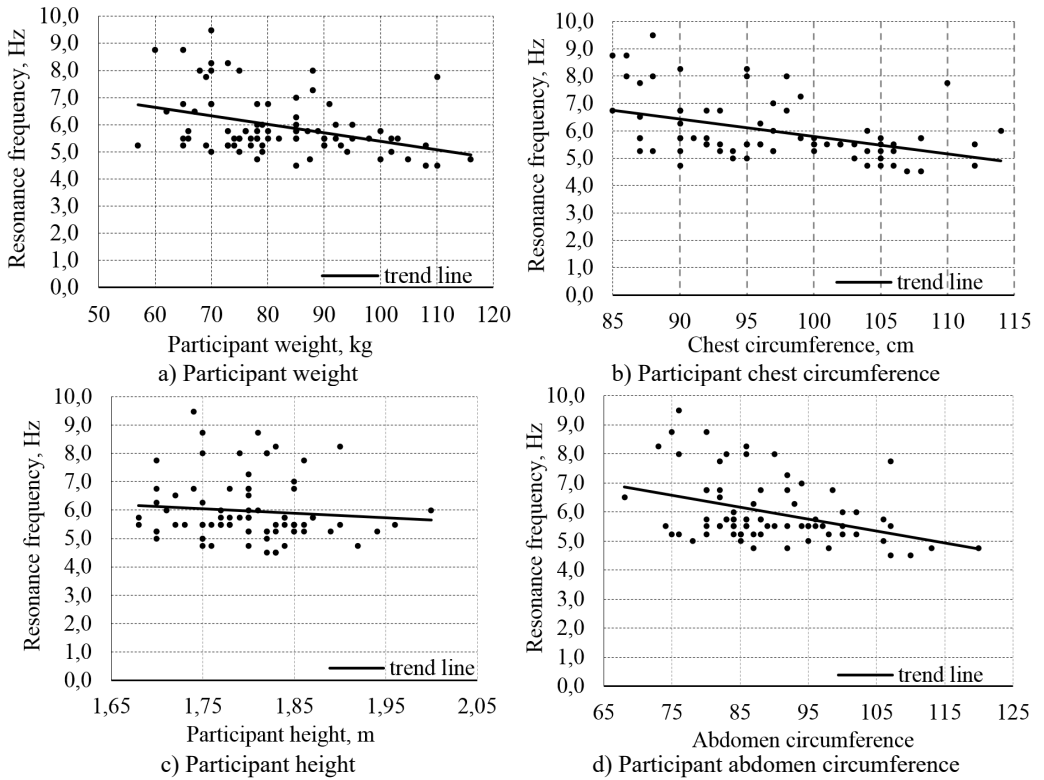 Resonance frequency, Hz
10,0
9,0
8,0
7,0
6,0
5,0
4,0
3,0
2,0
1,0
0,0
trend line
50 60 70 80 90 100 110 120
Participant weight, kg
a) Participant weight
Resonance frequency, Hz
10,0
9,0
8,0
7,0
6,0
5,0
4,0
3,0
2,0
1,0
0,0
trend line
85 90 95 100 105 110 115
Chest circumference, cm
b) Participant chest circumference
Resonance frequency, Hz
10,0
9,0
8,0
7,0
6,0
5,0
4,0
3,0
2,0
1,0
0,0
trend line
1,65 1,75 1,85 1,95 2,05
Participant height, m
c) Participant height
Resonance frequency, Hz
10,0
9,0
8,0
7,0
6,0
5,0
4,0
3,0
2,0
1,0
0,0
trend line
65 75 85 95 105 115 125
Abdomen circumference
d) Participant abdomen circumference